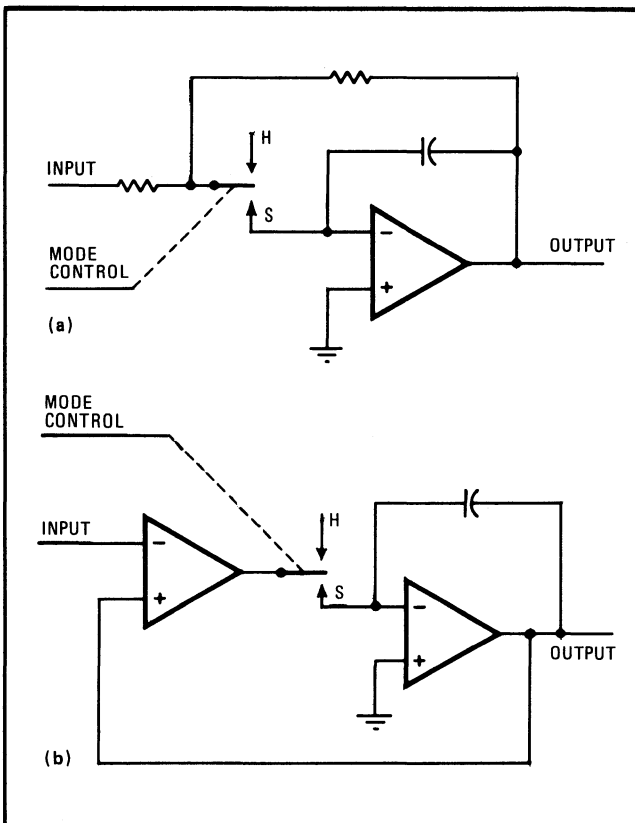 H
INPUT
S
−
MODE
CONTROL
OUTPUT
+
(a)
MODE
CONTROL
H
INPUT
−
S
−
+
+
OUTPUT
(b)